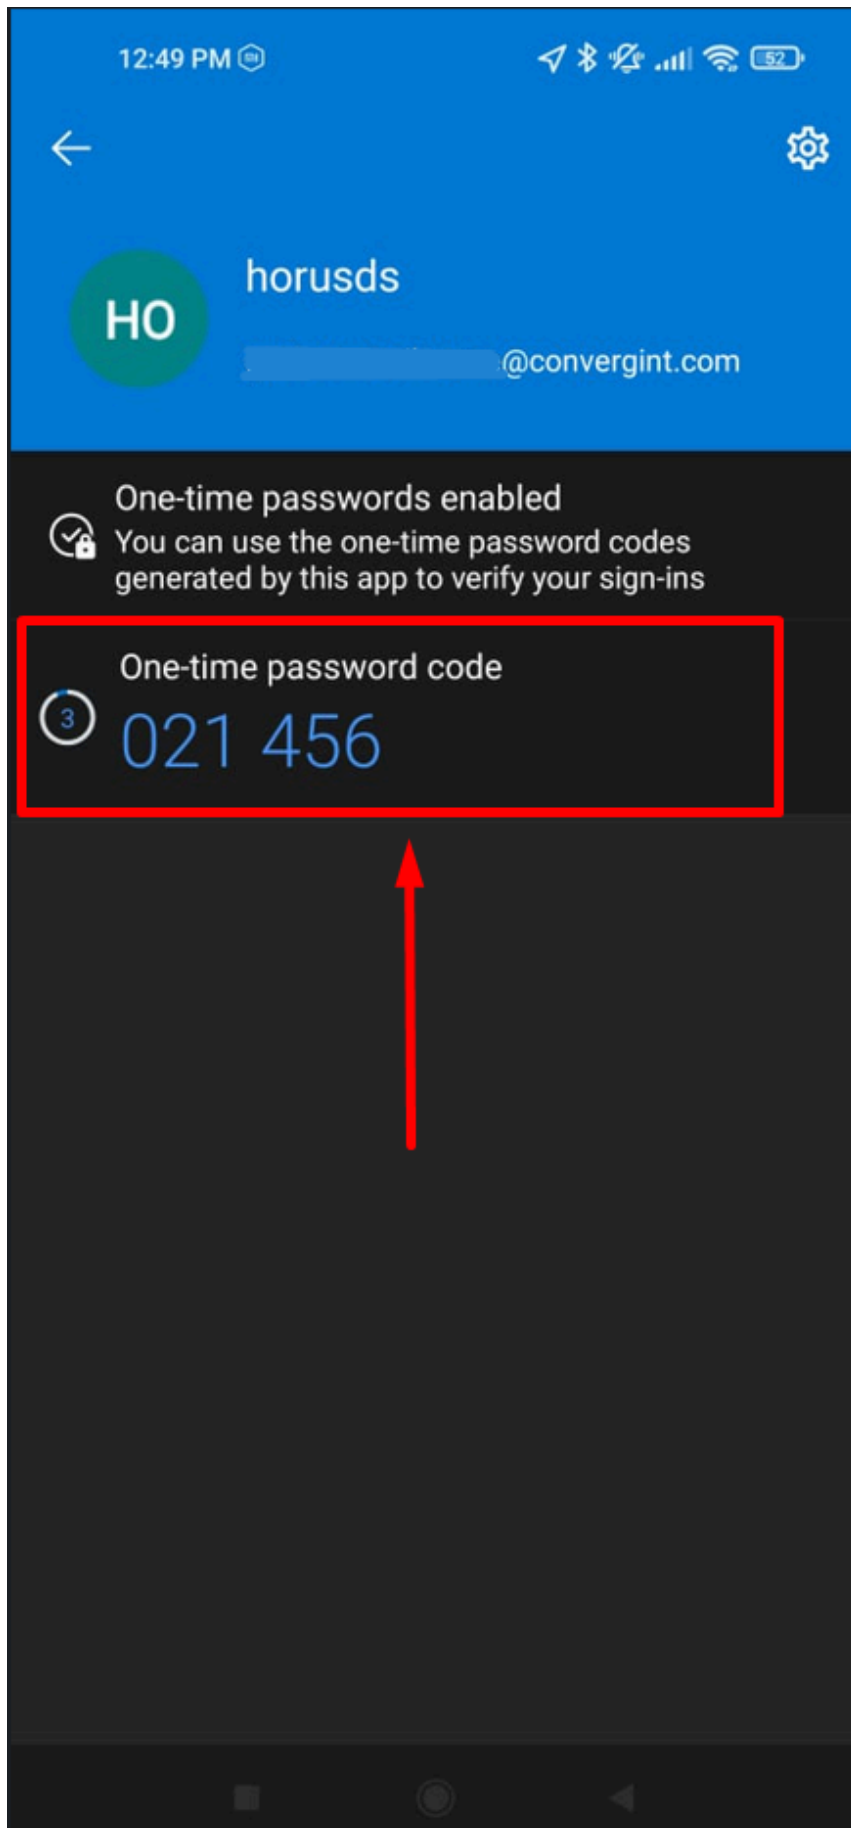 12:49 PM
52
HO
horusds
@convergint.com
One-time passwords enabled
You can use the one-time password codes
generated by this app to verify your sign-ins
One-time password code
3
021 456